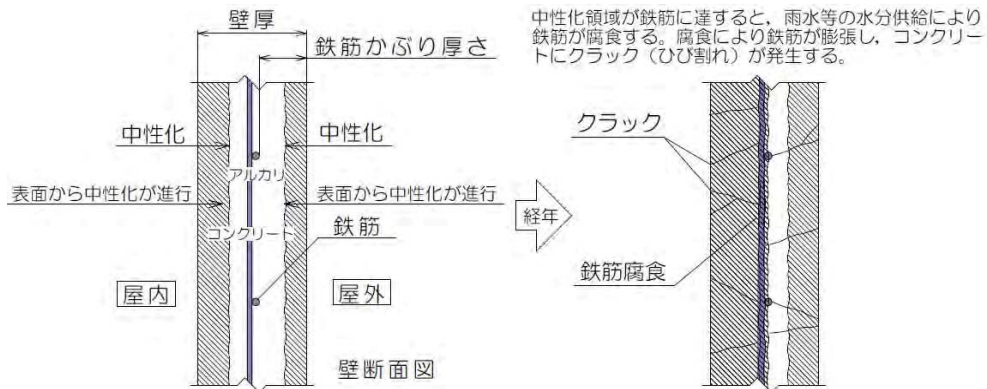 壁厚
鉄筋かぶり厚さ
中性化
中性化
アルカリ
表面から中性化が進行
表面から中性化が進行
コンクリート
鉄筋
屋内
屋外
壁断面図
経年
中性化領域が鉄筋に達すると，雨水等の水分供給により
鉄筋が腐食する。腐食により鉄筋が膨張し，コンクリー
トにクラック（ひび割れ）が発生する。
クラック
鉄筋腐食